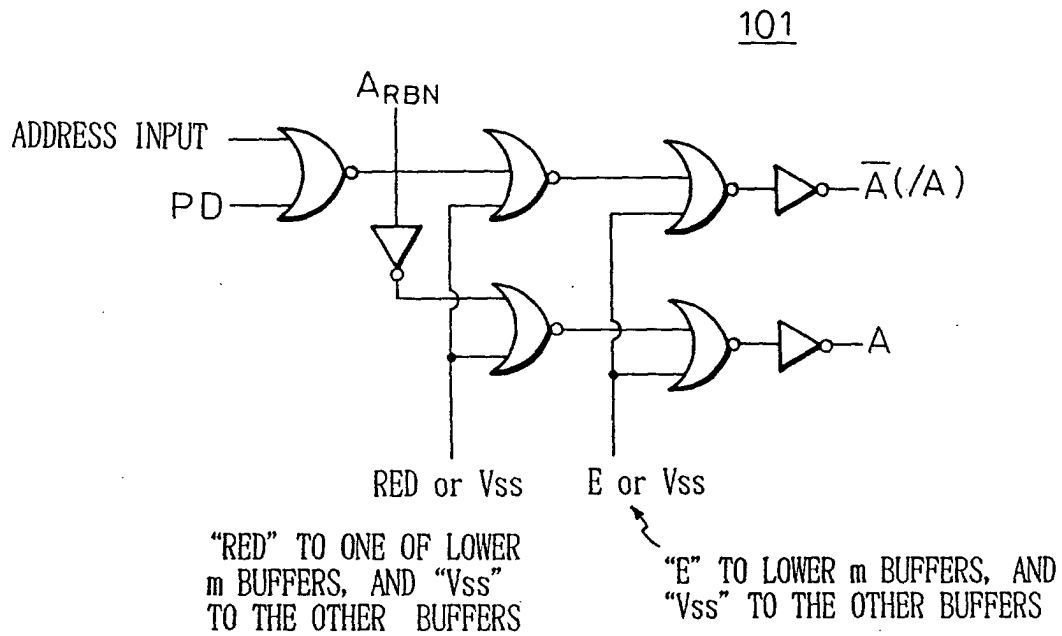 101
A_RBN
ADDRESS INPUT
PD
A̅(/A)
A
RED or Vss
E or Vss
“RED” TO ONE OF LOWER
m BUFFERS, AND “Vss”
TO THE OTHER BUFFERS
“E” TO LOWER m BUFFERS, AND
“Vss” TO THE OTHER BUFFERS